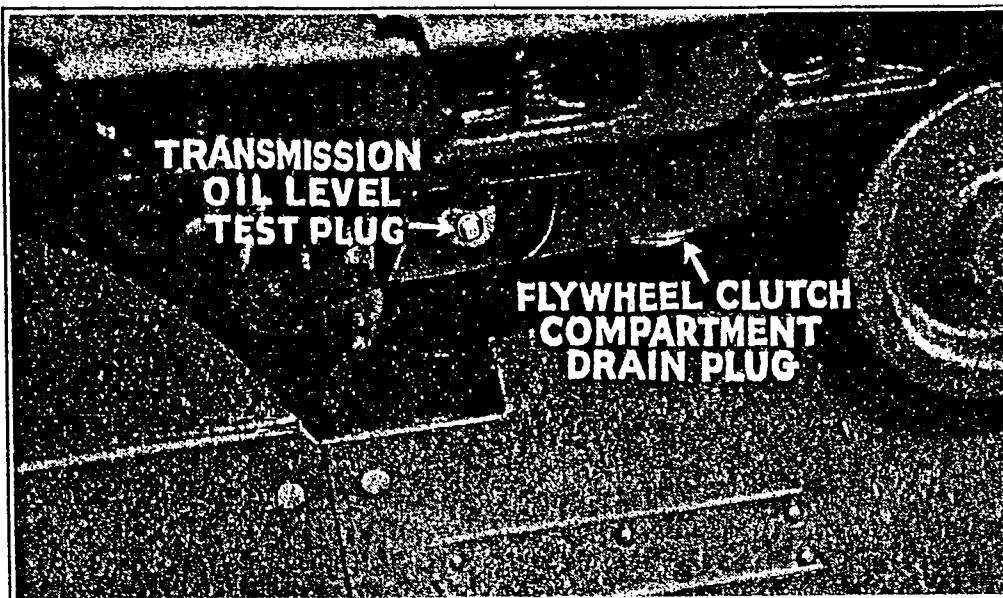 TRANSMISSION
OIL LEVEL
TEST PLUG
FLYWHEEL CLUTCH
COMPARTMENT
DRAIN PLUG